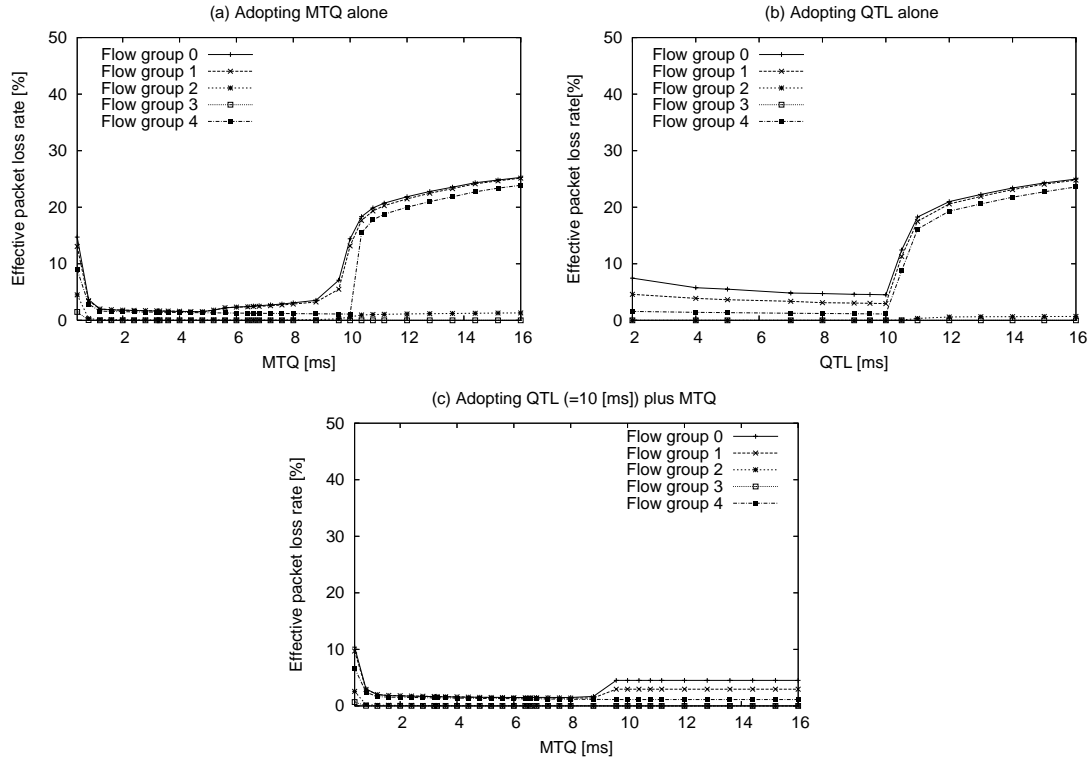 (a) Adopting MTQ alone
Effective packet loss rate [%]
50
40
30
20
10
0
Flow group 0
Flow group 1
Flow group 2
Flow group 3
Flow group 4
2 4 6 8 10 12 14 16
MTQ [ms]
(b) Adopting QTL alone
Effective packet loss rate[%]
50
40
30
20
10
0
Flow group 0
Flow group 1
Flow group 2
Flow group 3
Flow group 4
2 4 6 8 10 12 14 16
QTL [ms]
(c) Adopting QTL (=10 [ms]) plus MTQ
Effective packet loss rate [%]
50
40
30
20
10
0
Flow group 0
Flow group 1
Flow group 2
Flow group 3
Flow group 4
2 4 6 8 10 12 14 16
MTQ [ms]